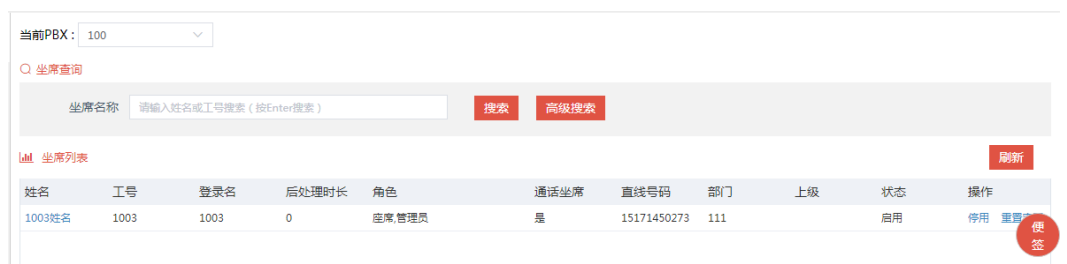 当前PBX： 100
坐席查询
坐席名称 请输入姓名或工号搜索（按Enter搜索） 搜索 高级搜索
坐席列表 刷新
姓名 工号 登录名 后处理时长 角色 通话坐席 直线号码 部门 上级 状态 操作
1003姓名 1003 1003 0 座席,管理员 是 15171450273 111 启用 停用 重置
便签